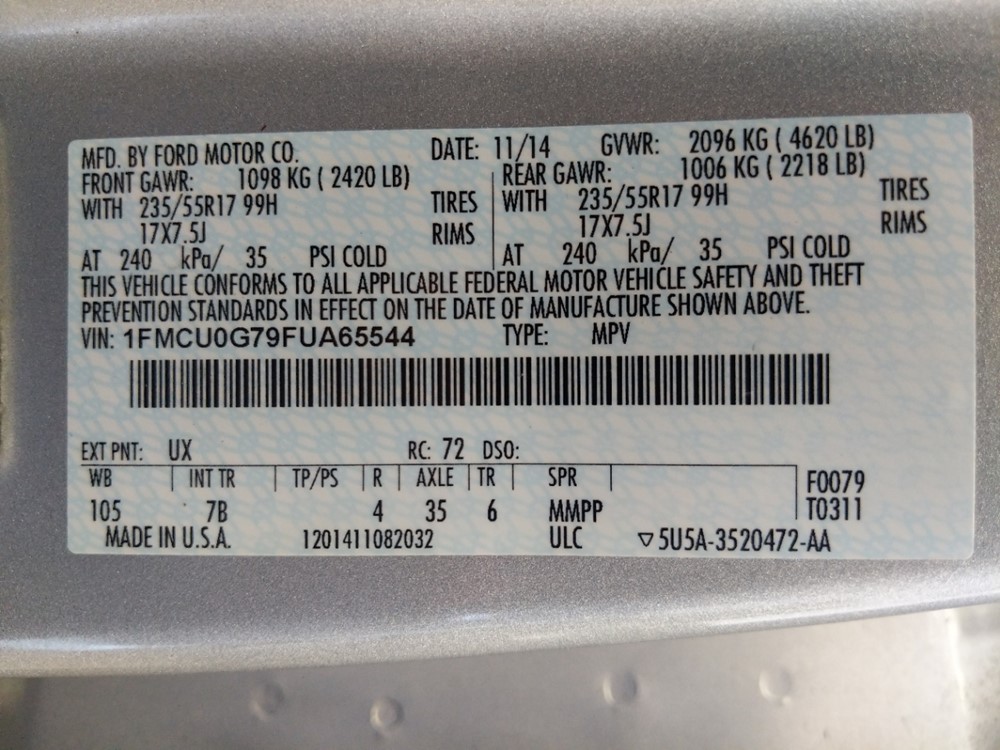 MFD. BY FORD MOTOR CO. DATE: 11/14 GVWR: 2096 KG ( 4620 LB)
FRONT GAWR: 1098 KG ( 2420 LB) REAR GAWR: 1006 KG ( 2218 LB)
WITH 235/55R17 99H TIRES WITH 235/55R17 99H TIRES
17X7.5J RIMS 17X7.5J RIMS
AT 240 kPa/ 35 PSI COLD AT 240 kPa/ 35 PSI COLD
THIS VEHICLE CONFORMS TO ALL APPLICABLE FEDERAL MOTOR VEHICLE SAFETY AND THEFT
PREVENTION STANDARDS IN EFFECT ON THE DATE OF MANUFACTURE SHOWN ABOVE.
VIN: 1FMCU0G79FUA65544 TYPE: MPV
EXT PNT: UX RC: 72 DSO:
WB INT TR TP/PS R AXLE TR SPR F0079
105 7B 4 35 6 MMPP T0311
MADE IN U.S.A. 1201411082032 ULC ▽5U5A-3520472-AA